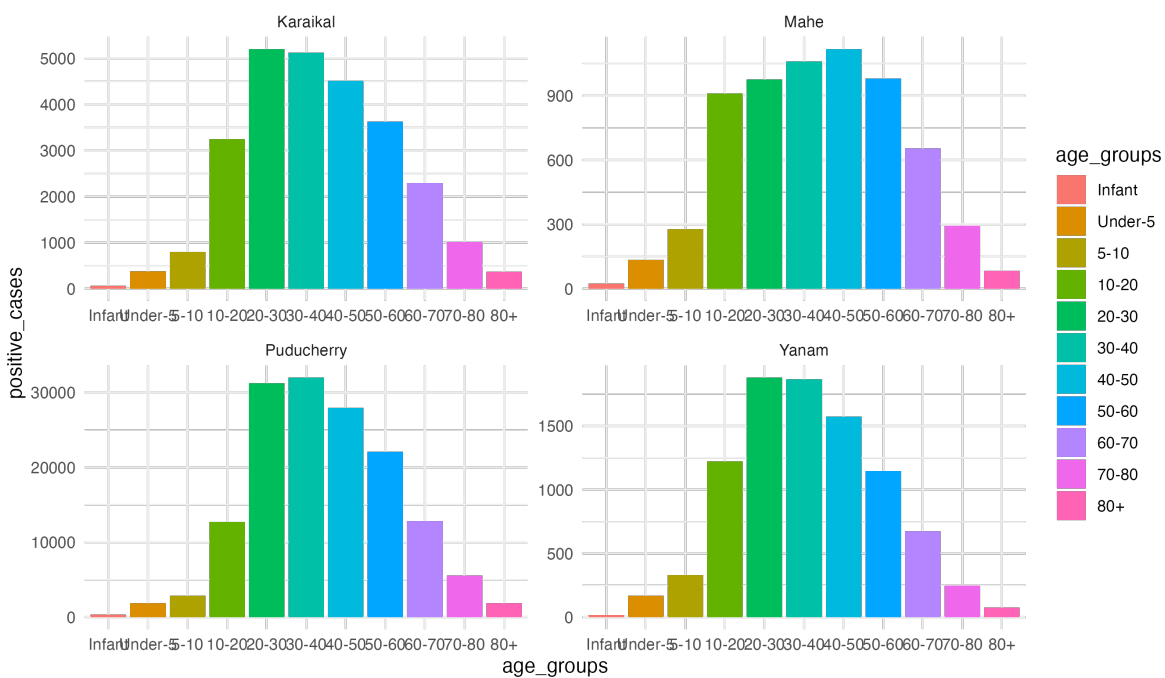 Karaikal
Mahe
5000
4000
3000
2000
1000
0
900
600
300
0
Infant Under-5 5-10 10-20 20-30 30-40 40-50 50-60 60-70 70-80 80+
Infant Under-5 5-10 10-20 20-30 30-40 40-50 50-60 60-70 70-80 80+
positive_cases
Puducherry
Yanam
30000
20000
10000
0
1500
1000
500
0
Infant Under-5 5-10 10-20 20-30 30-40 40-50 50-60 60-70 70-80 80+
Infant Under-5 5-10 10-20 20-30 30-40 40-50 50-60 60-70 70-80 80+
age_groups
age_groups
Infant
Under-5
5-10
10-20
20-30
30-40
40-50
50-60
60-70
70-80
80+